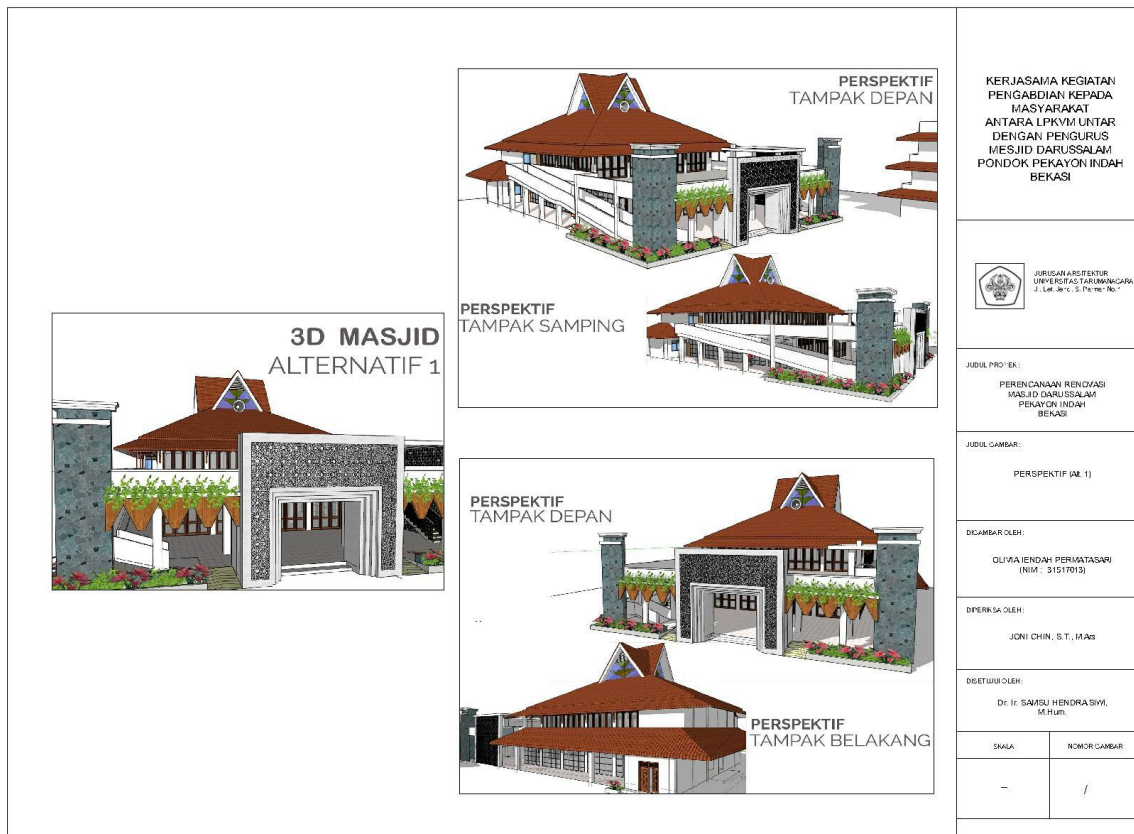 3D MASJID
ALTERNATIF 1
PERSPEKTIF
TAMPAK DEPAN
PERSPEKTIF
TAMPAK SAMPING
PERSPEKTIF
TAMPAK DEPAN
PERSPEKTIF
TAMPAK BELAKANG
KERJASAMA KEGIATAN
PENGABDIAN KEPADA
MASYARAKAT
ANTARA LPKVM UNTAR
DENGAN PENGURUS
MESJID DARUSSALAM
PONDOK PEKAYON INDAH
BEKASI
JURUSAN ARSITEKTUR
UNIVERSITAS TARUMANAGARA
JUDUL PROYEK :
PERENCANAAN RENOVASI
MASJID DARUSSALAM
PEKAYON INDAH
BEKASI
JUDUL GAMBAR :
PERSPEKTIF (Alt. 1)
DIGAMBAR OLEH :
OLIVIA IENDAH PERMATASARI
(NIM : 31517013)
DIPERIKSA OLEH :
JONI CHIN, S.T., M.Ars
DISETUJUI OLEH :
Dr. Ir. SAMSU HENDRA SIWI,
M.Hum.
SKALA
NOMOR GAMBAR
–
/